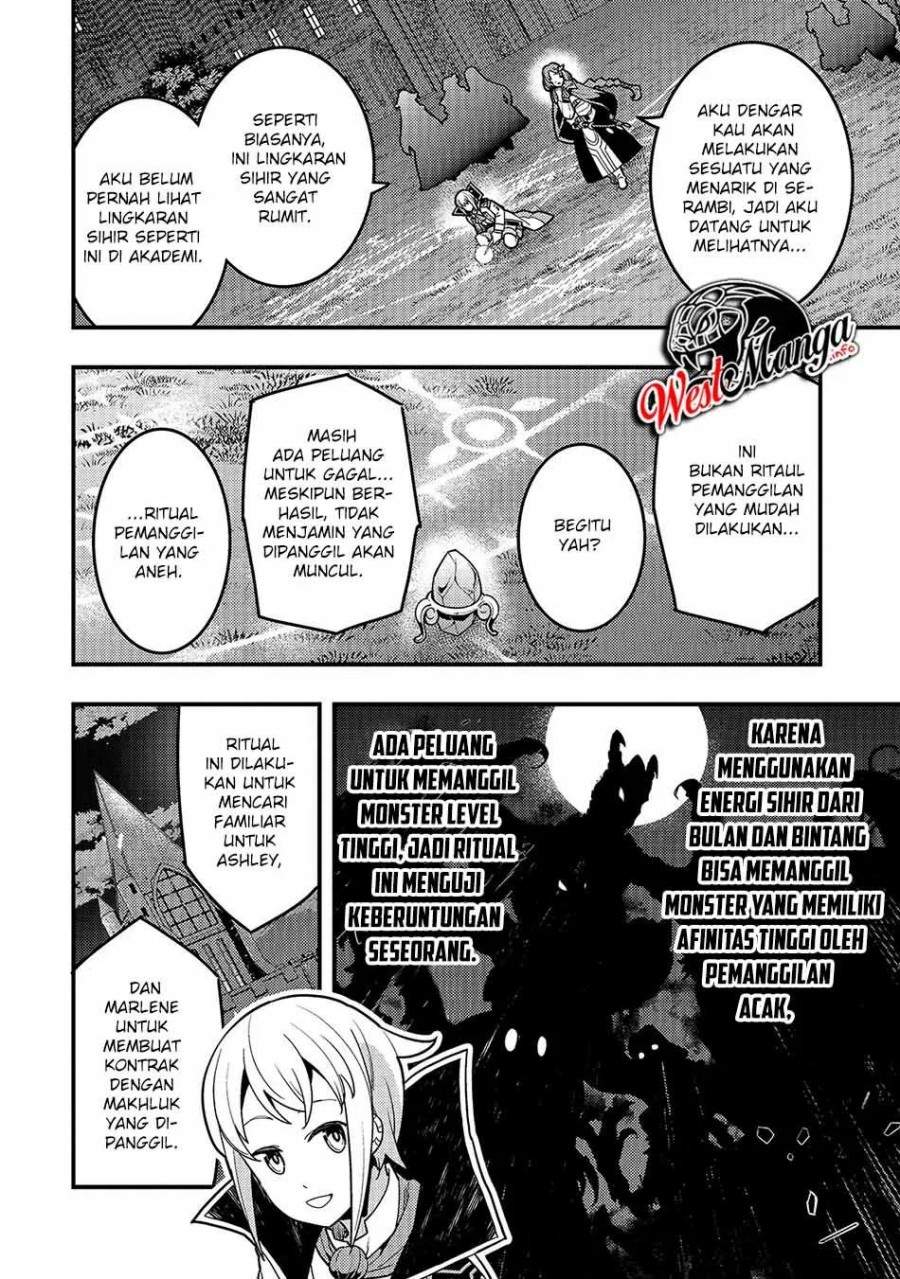 AKU DENGAR
KAU AKAN
MELAKUKAN
SESUATU YANG
MENARIK DI SE-
RAMBI, JADI AKU
DATANG UNTUK
MELIHATNYA...
SEPERTI
BIASANYA,
INI LINGKARAN
SIHIR YANG
SANGAT
RUMIT.
AKU BELUM
PERNAH LIHAT
LINGKARAN
SIHIR SEPERTI
INI DI AKADEMI.
WestManga
.info
INI
BUKAN RITAUL
PEMANGGILAN
YANG MUDAH
DILAKUKAN...
BEGITU
YAH?
MASIH
ADA PELUANG
UNTUK GAGAL...
MESKIPUN BER-
HASIL, TIDAK
MENJAMIN YANG
DIPANGGIL AKAN
MUNCUL.
...RITUAL
PEMANGGI-
LAN YANG
ANEH.
KARENA
MENGGUNAKAN
ENERGI SIHIR DARI
BULAN DAN BINTANG
BISA MEMANGGIL
MONSTER YANG MEMILIKI
AFINITAS TINGGI OLEH
PEMANGGILAN
ACAK,
ADA PELUANG
UNTUK MEMANGGIL
MONSTER LEVEL
TINGGI, JADI RITUAL
INI MENGUJI
KEBERUNTUNGAN
SESEORANG.
RITUAL
INI DILAKU-
KAN UNTUK
MENCARI
FAMILIAR
UNTUK
ASHLEY,
DAN
MARLENE
UNTUK
MEMBUAT
KONTRAK
DENGAN
MAKHLUK
YANG DI-
PANGGIL.